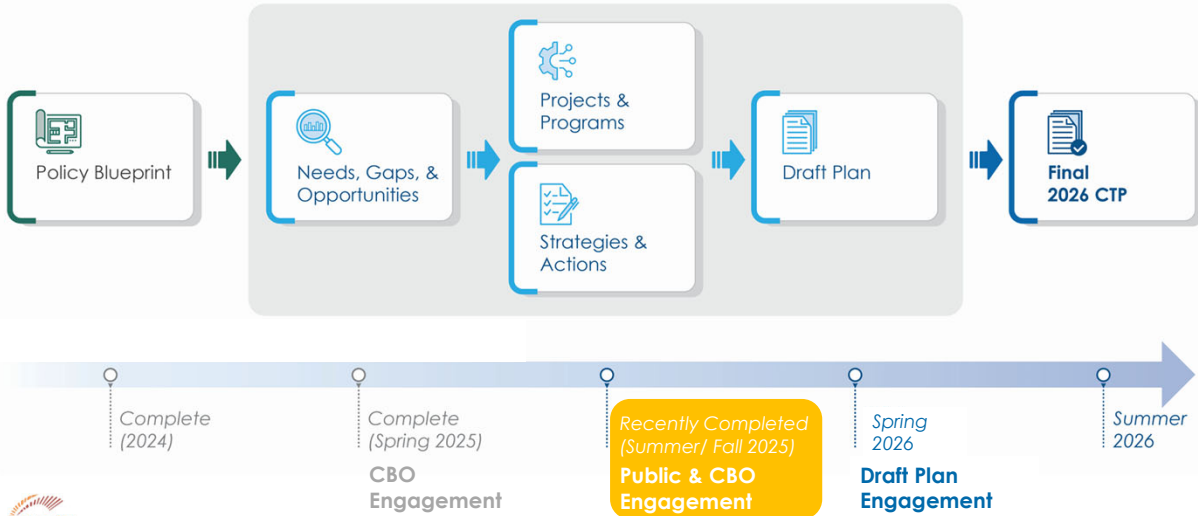 Policy Blueprint
Needs, Gaps, &
Opportunities
Projects &
Programs
Strategies &
Actions
Draft Plan
Final
2026 CTP
Complete
(2024)
Complete
(Spring 2025)
CBO
Engagement
Recently Completed
(Summer/ Fall 2025)
Public & CBO
Engagement
Spring
2026
Draft Plan
Engagement
Summer
2026